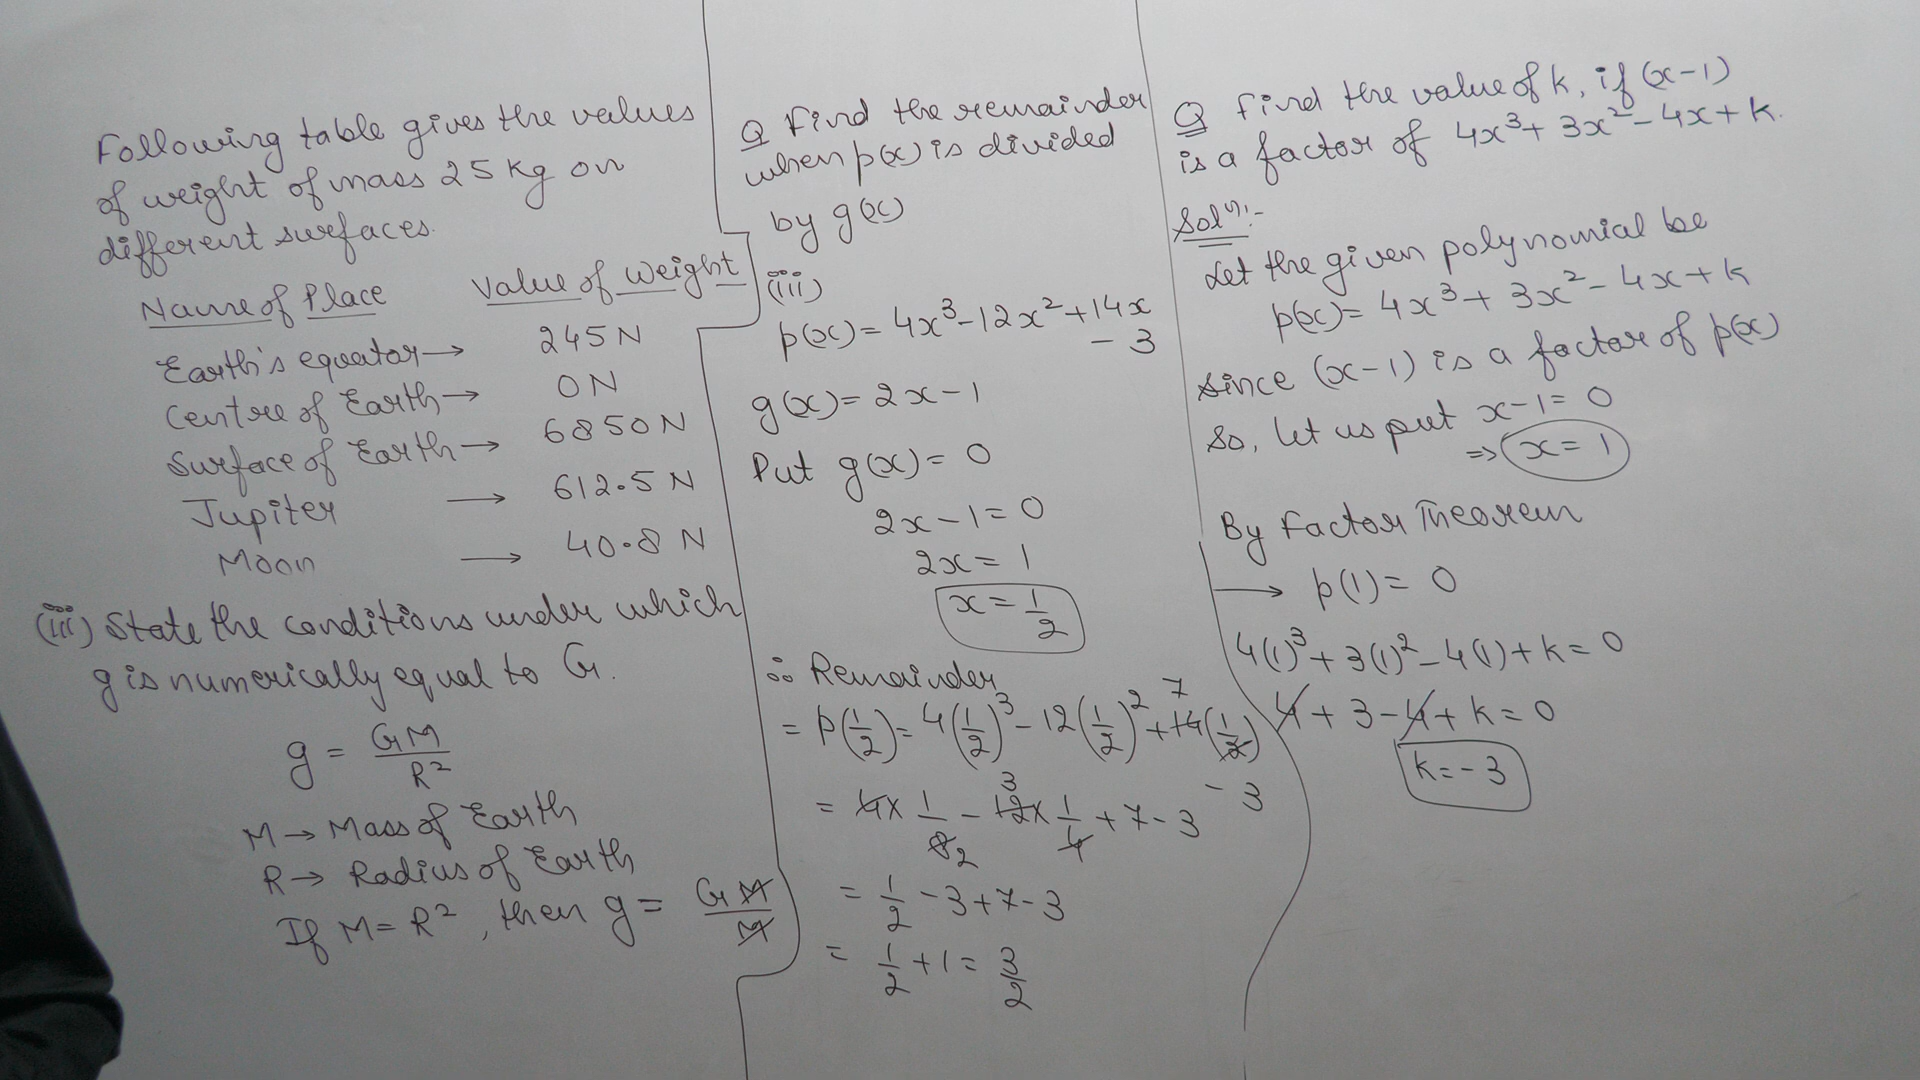 Following table gives the values
of weight of mass 25 kg on
different surfaces.
Name of Place Value of Weight
Earth's equator → 245 N
Centre of Earth → 0 N
Surface of Earth → 6850 N
Jupiter → 612.5 N
Moon → 40.8 N
(iii) State the conditions under which
g is numerically equal to G.
g = GM/R²
M → Mass of Earth
R → Radius of Earth
If M = R², then g = GM/M
Q Find the remainder
when p(x) is divided
by g(x)
(iii)
p(x) = 4x³ - 12x² + 14x
- 3
g(x) = 2x - 1
Put g(x) = 0
2x - 1 = 0
2x = 1
x = 1/2
∴ Remainder
= p(1/2) = 4(1/2)³ - 12(1/2)² + 14(1/2) 7
- 3
= 4 × 1/8 2 - 12 3 × 1/4 + 7 - 3
= 1/2 - 3 + 7 - 3
= 1/2 + 1 = 3/2
Q Find the value of k, if (x-1)
is a factor of 4x³ + 3x² - 4x + k.
Solⁿ:-
Let the given polynomial be
p(x) = 4x³ + 3x² - 4x + k
Since (x-1) is a factor of p(x)
So, let us put x - 1 = 0
⇒ x = 1
By Factor Theorem
→ p(1) = 0
4(1)³ + 3(1)² - 4(1) + k = 0
4 + 3 - 4 + k = 0
k = - 3